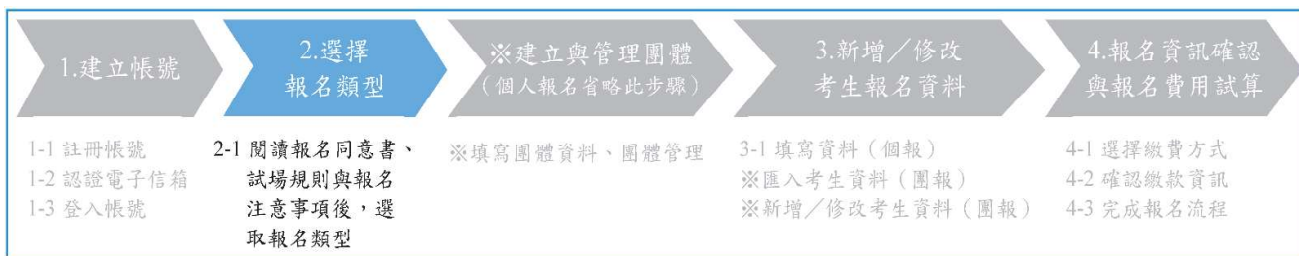 1.建立帳號
2.選擇
報名類型
※建立與管理團體
（個人報名省略此步驟）
3.新增／修改
考生報名資料
4.報名資訊確認
與報名費用試算
1-1 註冊帳號
1-2 認證電子信箱
1-3 登入帳號
2-1 閱讀報名同意書、
試場規則與報名
注意事項後，選
取報名類型
※填寫團體資料、團體管理
3-1 填寫資料（個報）
※匯入考生資料（團報）
※新增／修改考生資料（團報）
4-1 選擇繳費方式
4-2 確認繳款資訊
4-3 完成報名流程